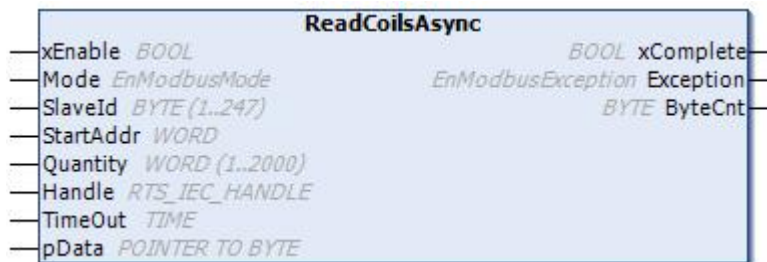 ReadCoilsAsync
xEnable BOOL BOOL xComplete
Mode EnModbusMode EnModbusException Exception
SlaveId BYTE (1..247) BYTE ByteCnt
StartAddr WORD
Quantity WORD (1..2000)
Handle RTS_IEC_HANDLE
TimeOut TIME
pData POINTER TO BYTE